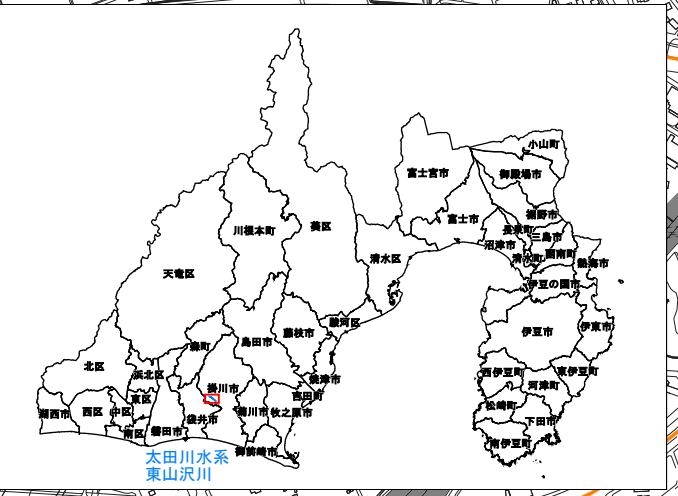 小山町
富士宮市
御殿場市
裾野市
富士市
長泉町
三島市
沼津市
清水町
函南町
熱海市
川根本町
葵区
清水区
天竜区
伊豆の国市
駿河区
伊豆市
伊東市
藤枝市
島田市
森町
北区
浜北区
西伊豆町
東伊豆町
焼津市
河津町
掛川市
吉田町
東区
湖西市
西区
中区
菊川市
牧之原市
松崎町
袋井市
下田市
南区
磐田市
御前崎市
南伊豆町
太田川水系
東山沢川